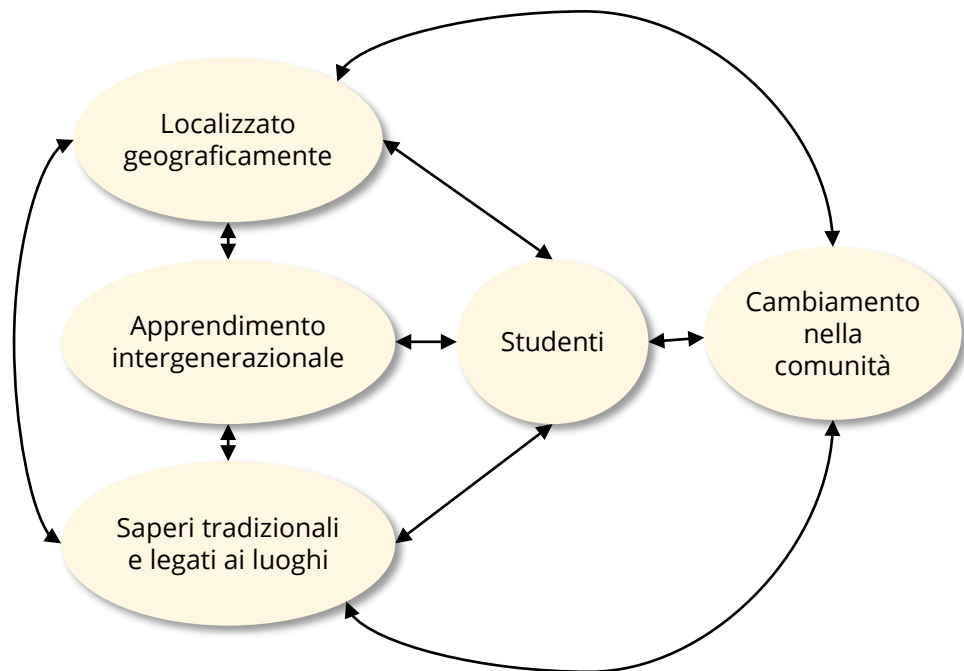 Localizzato
geograficamente
Apprendimento
intergenerazionale
Studenti
Cambiamento
nella
comunità
Saperi tradizionali
e legati ai luoghi